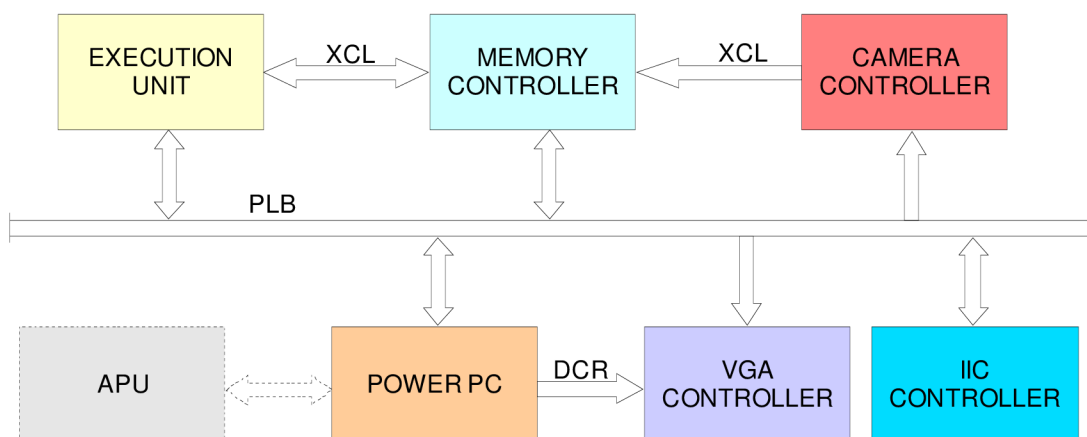 EXECUTION
UNIT
XCL
MEMORY
CONTROLLER
XCL
CAMERA
CONTROLLER
PLB
APU
POWER PC
DCR
VGA
CONTROLLER
IIC
CONTROLLER